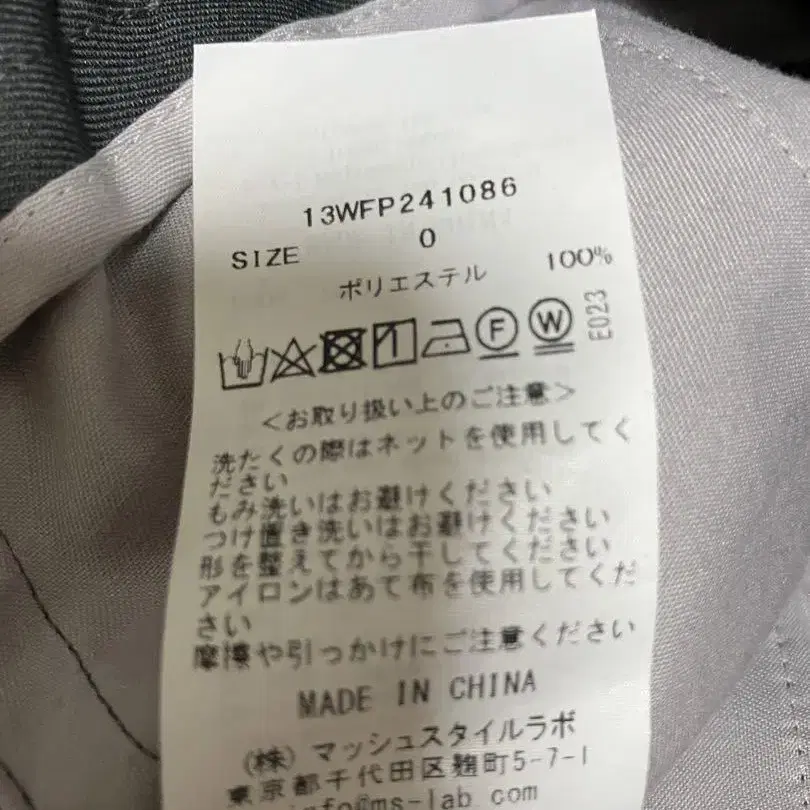 13WFP241086
SIZE 0
ポリエステル 100%
F W E023
<お取り扱い上のご注意>
洗たくの際はネットを使用してく
ださい
もみ洗いはお避けください
つけ置き洗いはお避けください
形を整えてから干してください
アイロンはあて布を使用してくだ
さい
摩擦や引っかけにご注意ください
MADE IN CHINA
(株)マッシュスタイルラボ
東京都千代田区麹町5-7-1
info@ms-lab.com